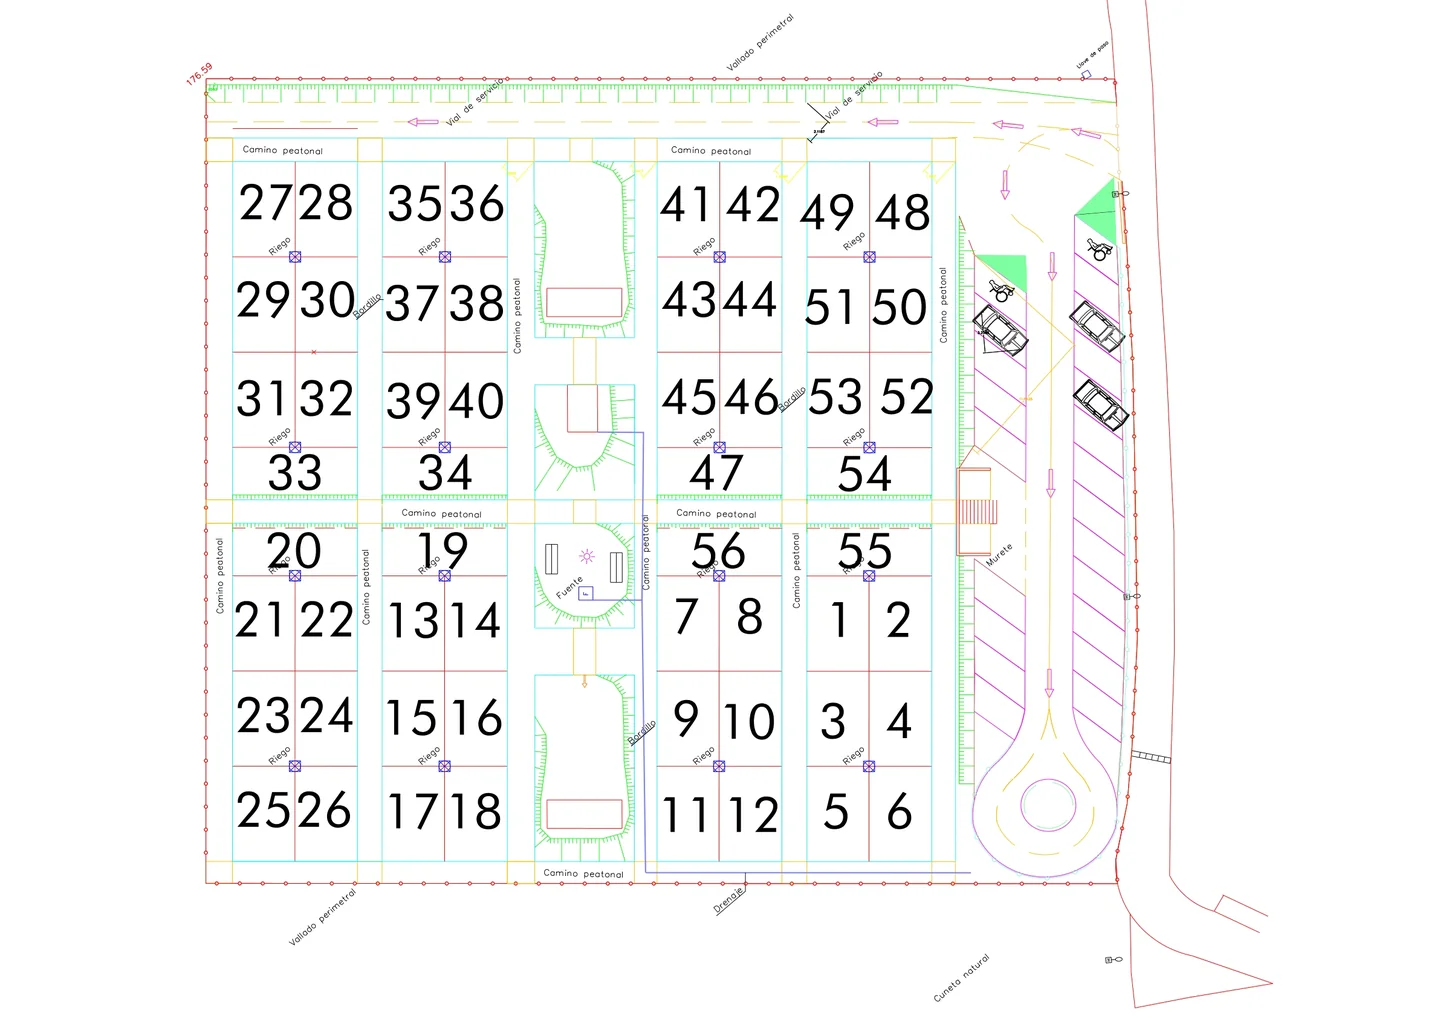 Vallado perimetral
Llave de paso
176.59
Vial de servicio
Vial de servicio
Camino peatonal
Camino peatonal
27 28 35 36 41 42 49 48
Riego
Riego
Riego
Riego
Camino peatonal
Camino peatonal
29 30 37 38 43 44 51 50
Bordillo
31 32 39 40 45 46 53 52
Bordillo
Riego
Riego
Riego
Riego
33 34 47 54
Camino peatonal
Camino peatonal
20 19 56 55
Riego
Riego
Riego
Riego
Murete
Camino peatonal
Camino peatonal
Camino peatonal
Camino peatonal
Fuente
F
21 22 13 14 7 8 1 2
23 24 15 16 9 10 3 4
Bordillo
Riego
Riego
Riego
Riego
25 26 17 18 11 12 5 6
Camino peatonal
Vallado perimetral
Drenaje
Cuneta natural